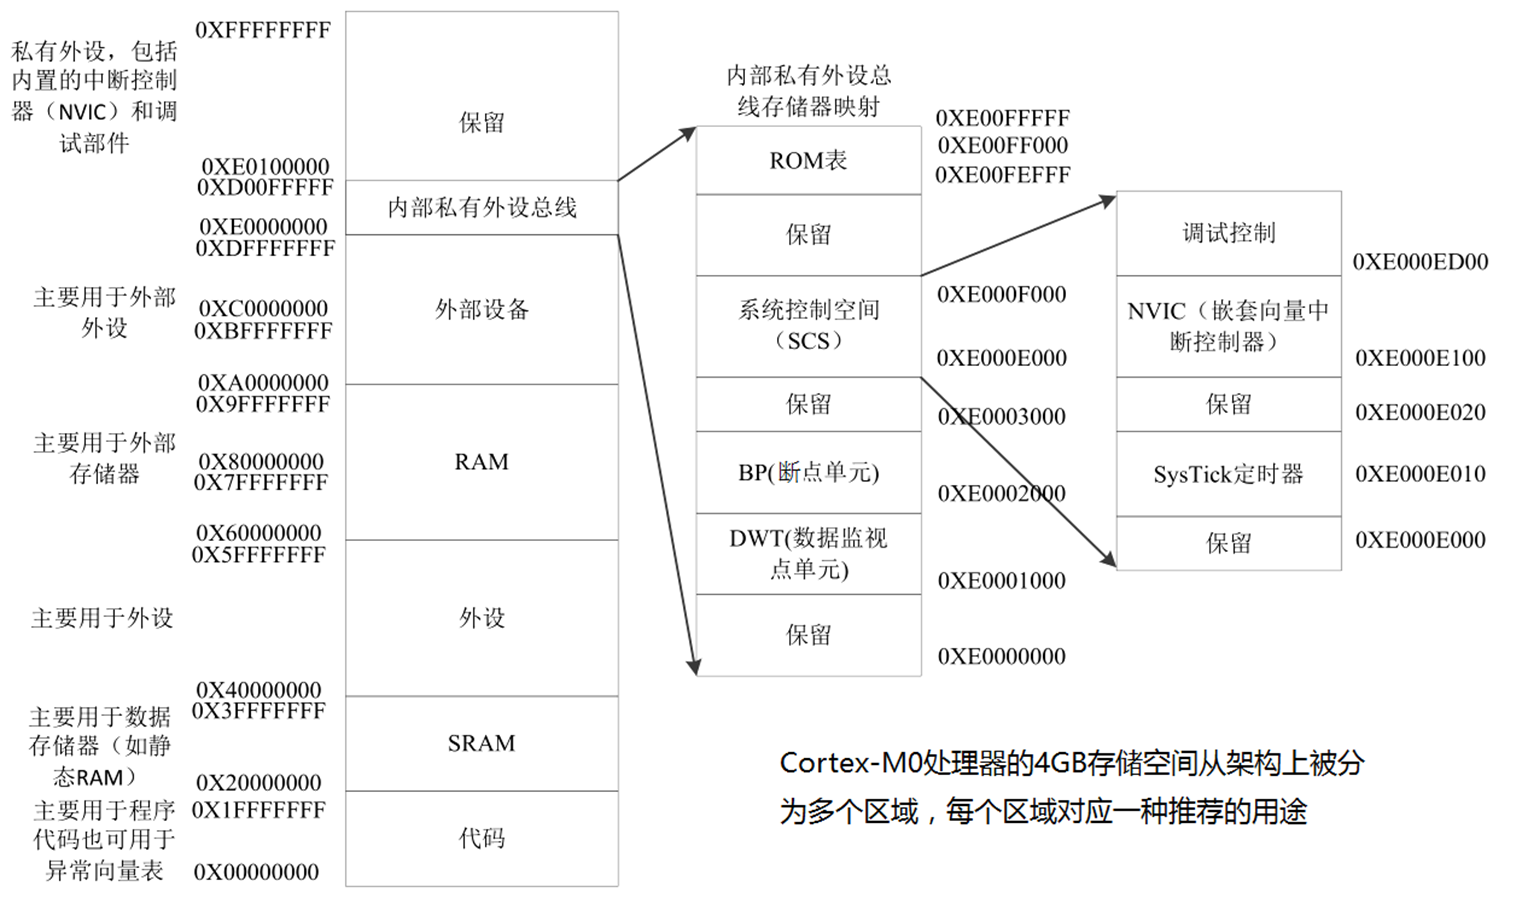 0XFFFFFFFF
私有外设，包括
内置的中断控制
器（NVIC）和调
试部件
保留
0XE0100000
0XD00FFFFF
内部私有外设总线
0XE0000000
0XDFFFFFFF
主要用于外部
外设
0XC0000000
0XBFFFFFFF
外部设备
0XA0000000
0X9FFFFFFF
主要用于外部
存储器
0X80000000
0X7FFFFFFF
RAM
0X60000000
0X5FFFFFFF
主要用于外设
外设
0X40000000
0X3FFFFFFF
主要用于数据
存储器（如静
态RAM）
SRAM
0X20000000
0X1FFFFFFF
主要用于程序
代码也可用于
异常向量表
代码
0X00000000
内部私有外设总
线存储器映射
0XE00FFFFF
ROM表
0XE00FF000
0XE00FEFFF
保留
0XE000F000
系统控制空间
（SCS）
0XE000E000
保留
0XE0003000
BP(断点单元)
0XE0002000
DWT(数据监视
点单元)
0XE0001000
保留
0XE0000000
调试控制
0XE000ED00
NVIC（嵌套向量中
断控制器）
0XE000E100
保留
0XE000E020
SysTick定时器
0XE000E010
保留
0XE000E000
Cortex-M0处理器的4GB存储空间从架构上被分
为多个区域，每个区域对应一种推荐的用途